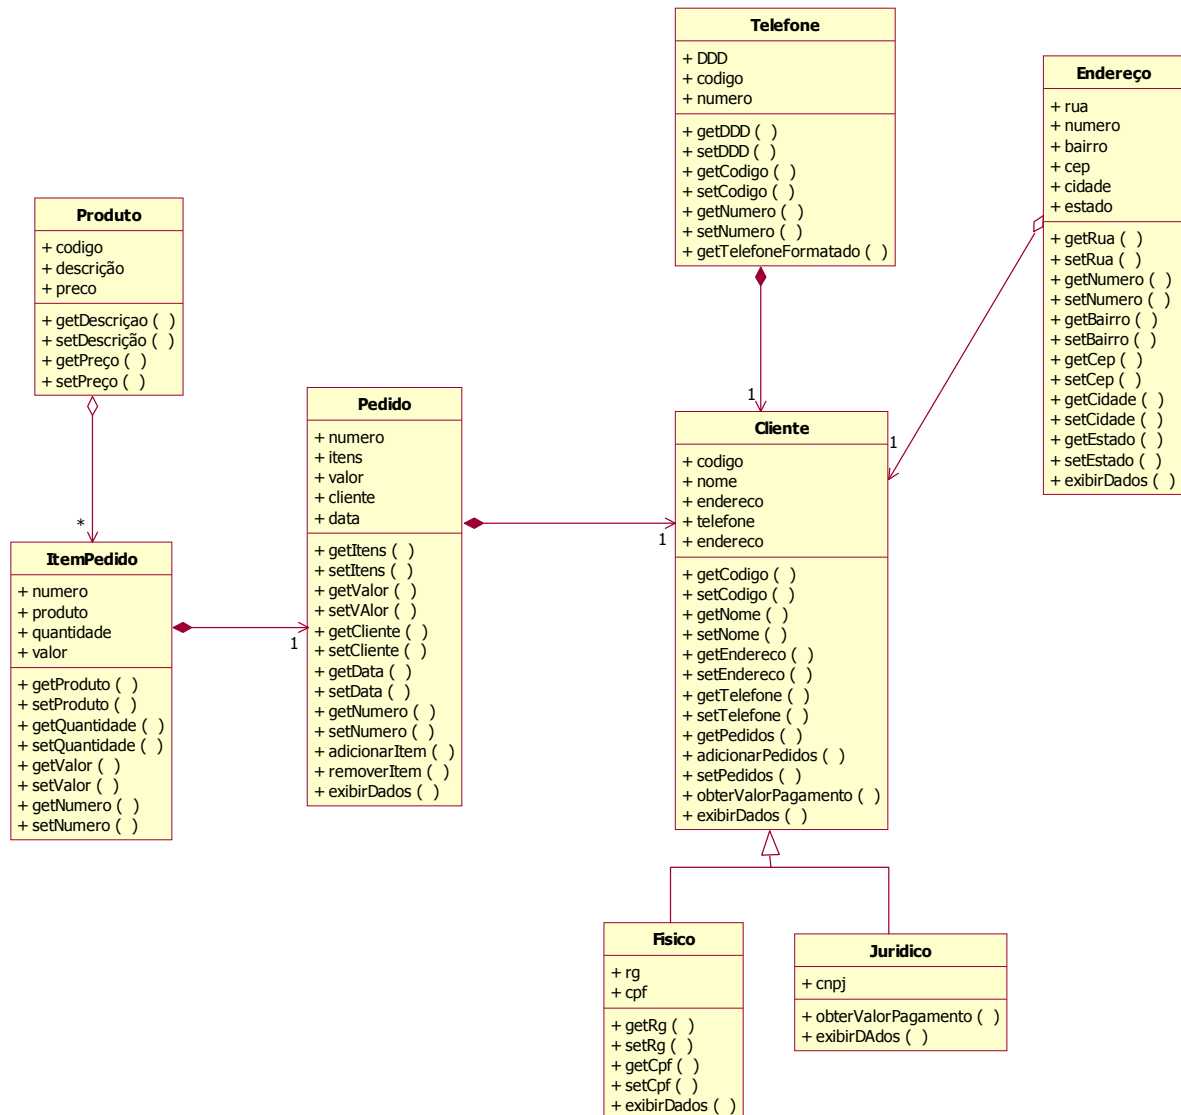 Telefone
+ DDD
+ codigo
+ numero
+ getDDD ( )
+ setDDD ( )
+ getCodigo ( )
+ setCodigo ( )
+ getNumero ( )
+ setNumero ( )
+ getTelefoneFormatado ( )
Endereço
+ rua
+ numero
+ bairro
+ cep
+ cidade
+ estado
+ getRua ( )
+ setRua ( )
+ getNumero ( )
+ setNumero ( )
+ getBairro ( )
+ setBairro ( )
+ getCep ( )
+ setCep ( )
+ getCidade ( )
+ setCidade ( )
+ getEstado ( )
+ setEstado ( )
+ exibirDados ( )
Produto
+ codigo
+ descrição
+ preco
+ getDescriçao ( )
+ setDescrição ( )
+ getPreço ( )
+ setPreço ( )
*
ItemPedido
+ numero
+ produto
+ quantidade
+ valor
+ getProduto ( )
+ setProduto ( )
+ getQuantidade ( )
+ setQuantidade ( )
+ getValor ( )
+ setValor ( )
+ getNumero ( )
+ setNumero ( )
1
Pedido
+ numero
+ itens
+ valor
+ cliente
+ data
+ getItens ( )
+ setItens ( )
+ getValor ( )
+ setVAlor ( )
+ getCliente ( )
+ setCliente ( )
+ getData ( )
+ setData ( )
+ getNumero ( )
+ setNumero ( )
+ adicionarItem ( )
+ removerItem ( )
+ exibirDados ( )
1
1
1
Cliente
+ codigo
+ nome
+ endereco
+ telefone
+ endereco
+ getCodigo ( )
+ setCodigo ( )
+ getNome ( )
+ setNome ( )
+ getEndereco ( )
+ setEndereco ( )
+ getTelefone ( )
+ setTelefone ( )
+ getPedidos ( )
+ adicionarPedidos ( )
+ setPedidos ( )
+ obterValorPagamento ( )
+ exibirDados ( )
Fisico
+ rg
+ cpf
+ getRg ( )
+ setRg ( )
+ getCpf ( )
+ setCpf ( )
+ exibirDados ( )
Juridico
+ cnpj
+ obterValorPagamento ( )
+ exibirDAdos ( )